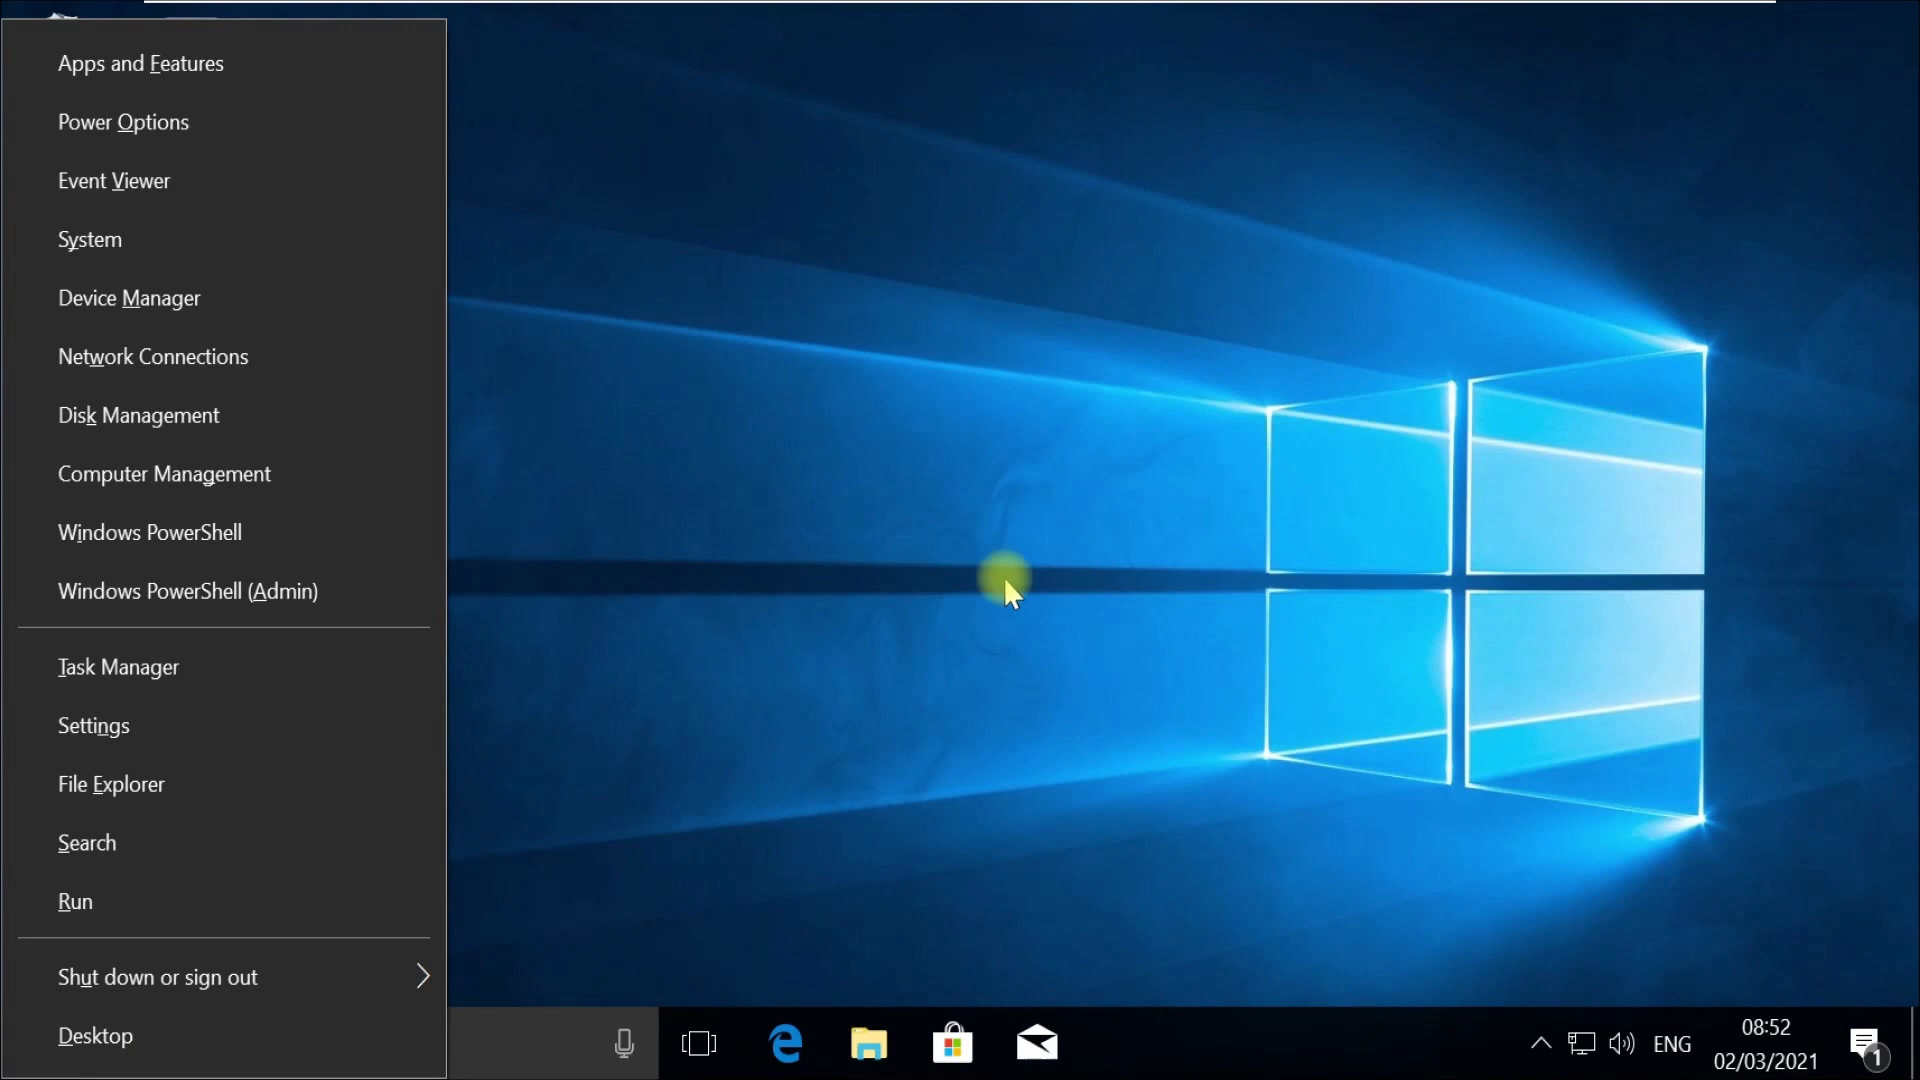 Apps and Features
Power Options
Event Viewer
System
Device Manager
Network Connections
Disk Management
Computer Management
Windows PowerShell
Windows PowerShell (Admin)
Task Manager
Settings
File Explorer
Search
Run
Shut down or sign out
Desktop
ENG
08:52
02/03/2021
1